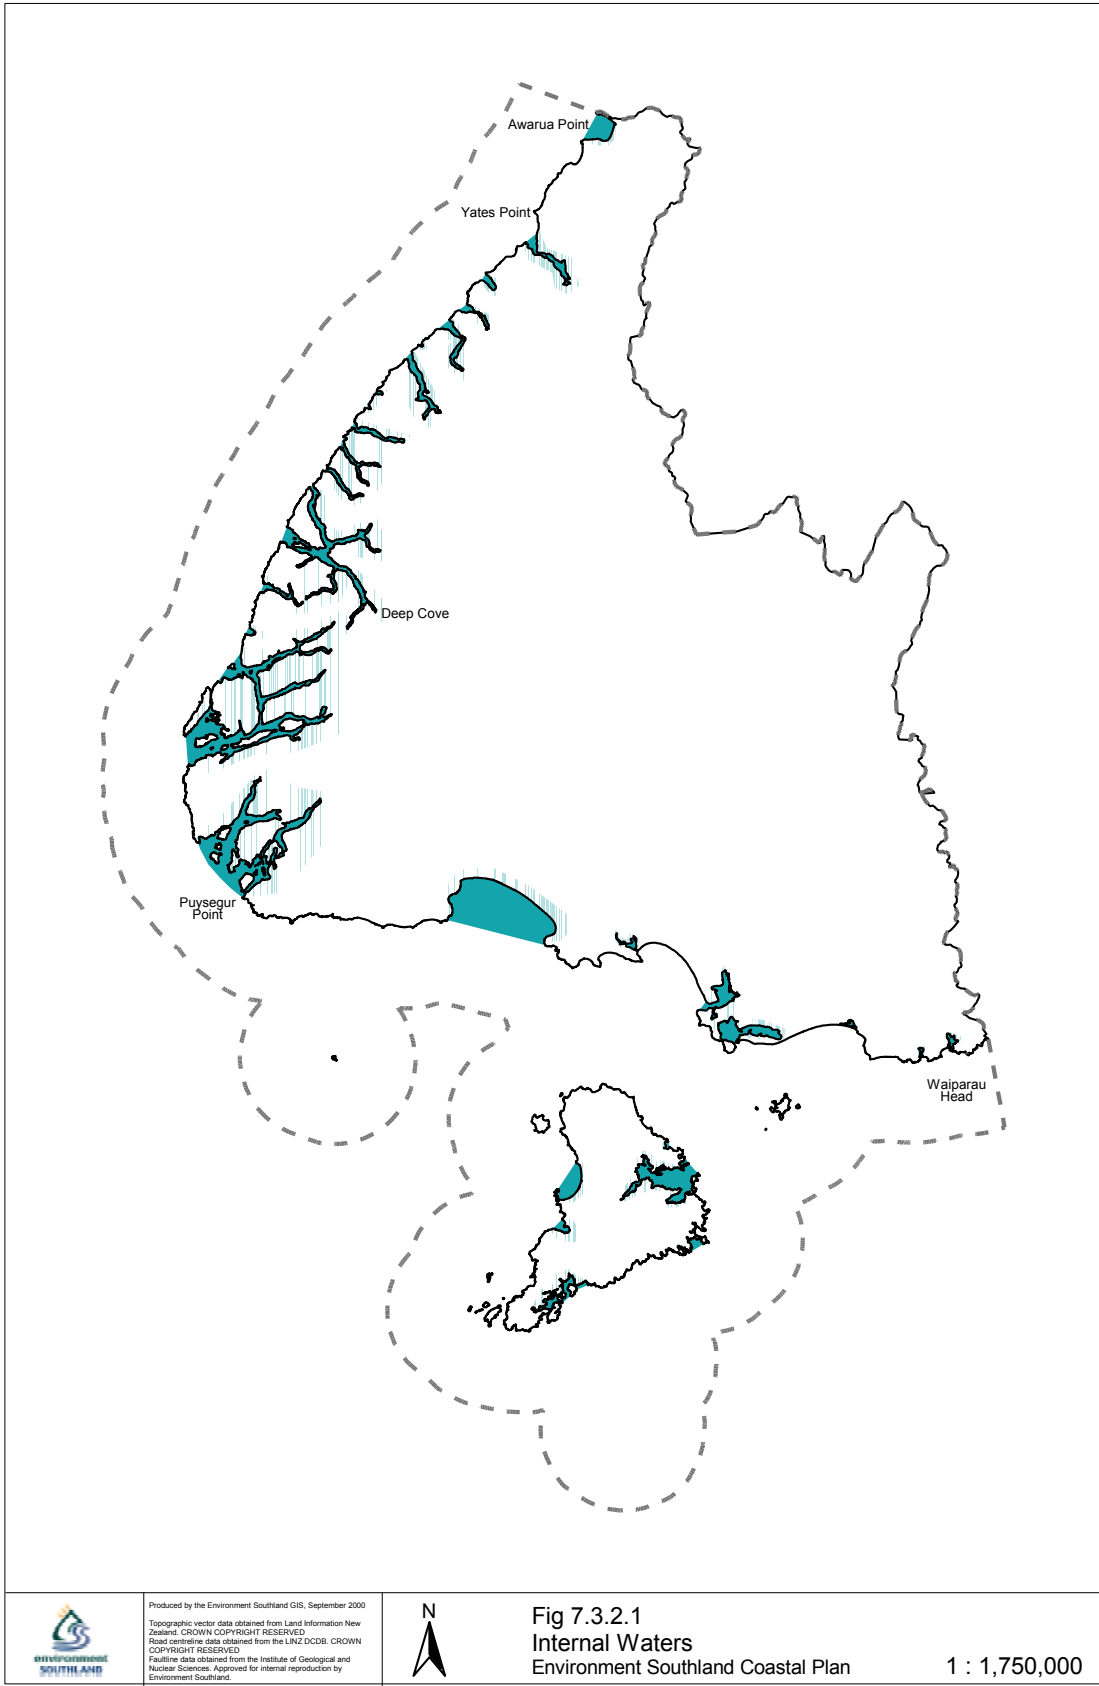 Awarua Point
Yates Point
Deep Cove
Puysegur
Point
Waiparau
Head
environment
SOUTHLAND
Produced by the Environment Southland GIS, September 2000
Topographic vector data obtained from Land Information New
Zealand. CROWN COPYRIGHT RESERVED
Road centreline data obtained from the LINZ DCDB. CROWN
COPYRIGHT RESERVED
Faultline data obtained from the Institute of Geological and
Nuclear Sciences. Approved for internal reproduction by
Environment Southland.
N
Fig 7.3.2.1
Internal Waters
Environment Southland Coastal Plan
1 : 1,750,000